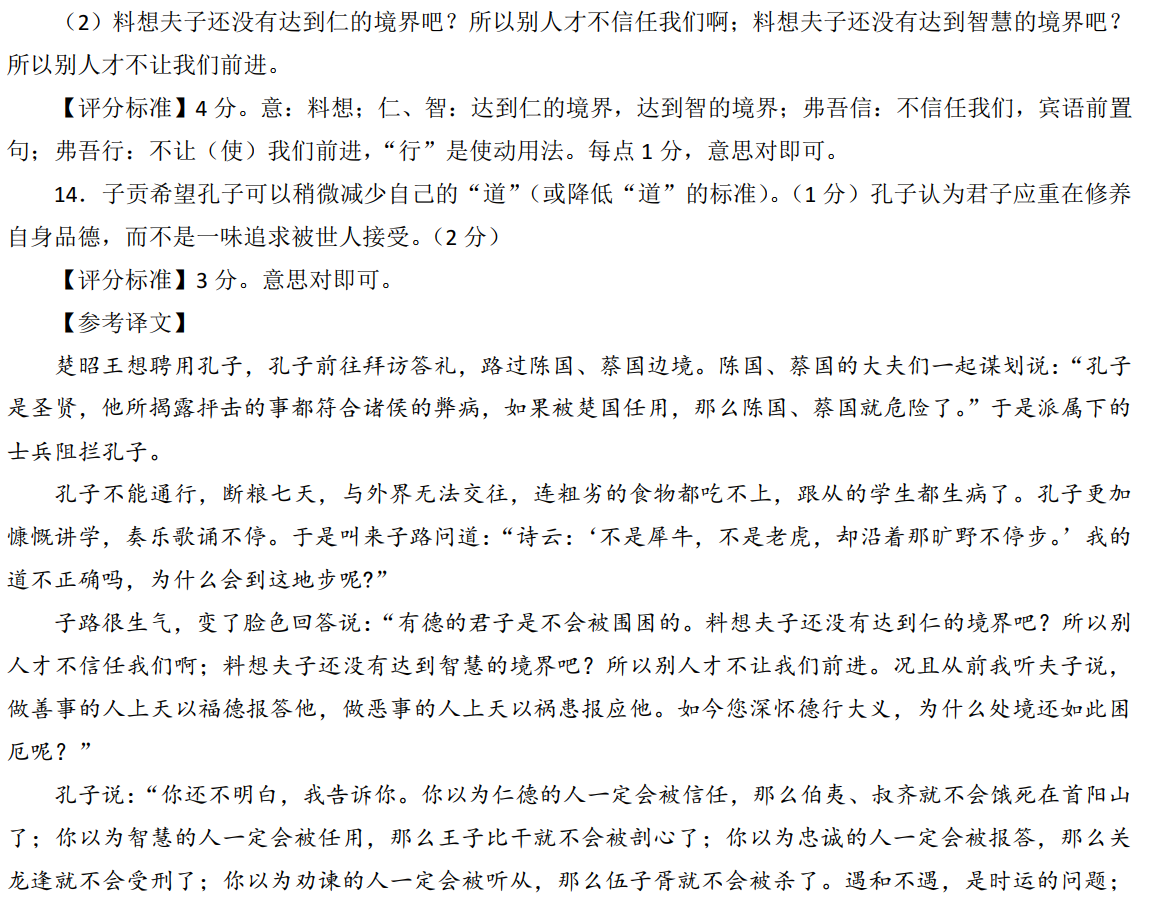 （2）料想夫子还没有达到仁的境界吧？所以别人才不信任我们啊；料想夫子还没有达到智慧的境界吧？
所以别人才不让我们前进。
【评分标准】4 分。意：料想；仁、智：达到仁的境界，达到智的境界；弗吾信：不信任我们，宾语前置
句；弗吾行：不让（使）我们前进，“行”是使动用法。每点 1 分，意思对即可。
14．子贡希望孔子可以稍微减少自己的“道”（或降低“道”的标准）。（1 分）孔子认为君子应重在修养
自身品德，而不是一味追求被世人接受。（2 分）
【评分标准】3 分。意思对即可。
【参考译文】
楚昭王想聘用孔子，孔子前往拜访答礼，路过陈国、蔡国边境。陈国、蔡国的大夫们一起谋划说：“孔子
是圣贤，他所揭露抨击的事都符合诸侯的弊病，如果被楚国任用，那么陈国、蔡国就危险了。”于是派属下的
士兵阻拦孔子。
孔子不能通行，断粮七天，与外界无法交往，连粗劣的食物都吃不上，跟从的学生都生病了。孔子更加
慷慨讲学，奏乐歌诵不停。于是叫来子路问道：“诗云：‘不是犀牛，不是老虎，却沿着那旷野不停步。’我的
道不正确吗，为什么会到这地步呢?”
子路很生气，变了脸色回答说：“有德的君子是不会被围困的。料想夫子还没有达到仁的境界吧？所以别
人才不信任我们啊；料想夫子还没有达到智慧的境界吧？所以别人才不让我们前进。况且从前我听夫子说，
做善事的人上天以福德报答他，做恶事的人上天以祸患报应他。如今您深怀德行大义，为什么处境还如此困
厄呢？”
孔子说：“你还不明白，我告诉你。你以为仁德的人一定会被信任，那么伯夷、叔齐就不会饿死在首阳山
了；你以为智慧的人一定会被任用，那么王子比干就不会被剖心了；你以为忠诚的人一定会被报答，那么关
龙逢就不会受刑了；你以为劝谏的人一定会被听从，那么伍子胥就不会被杀了。遇和不遇，是时运的问题；